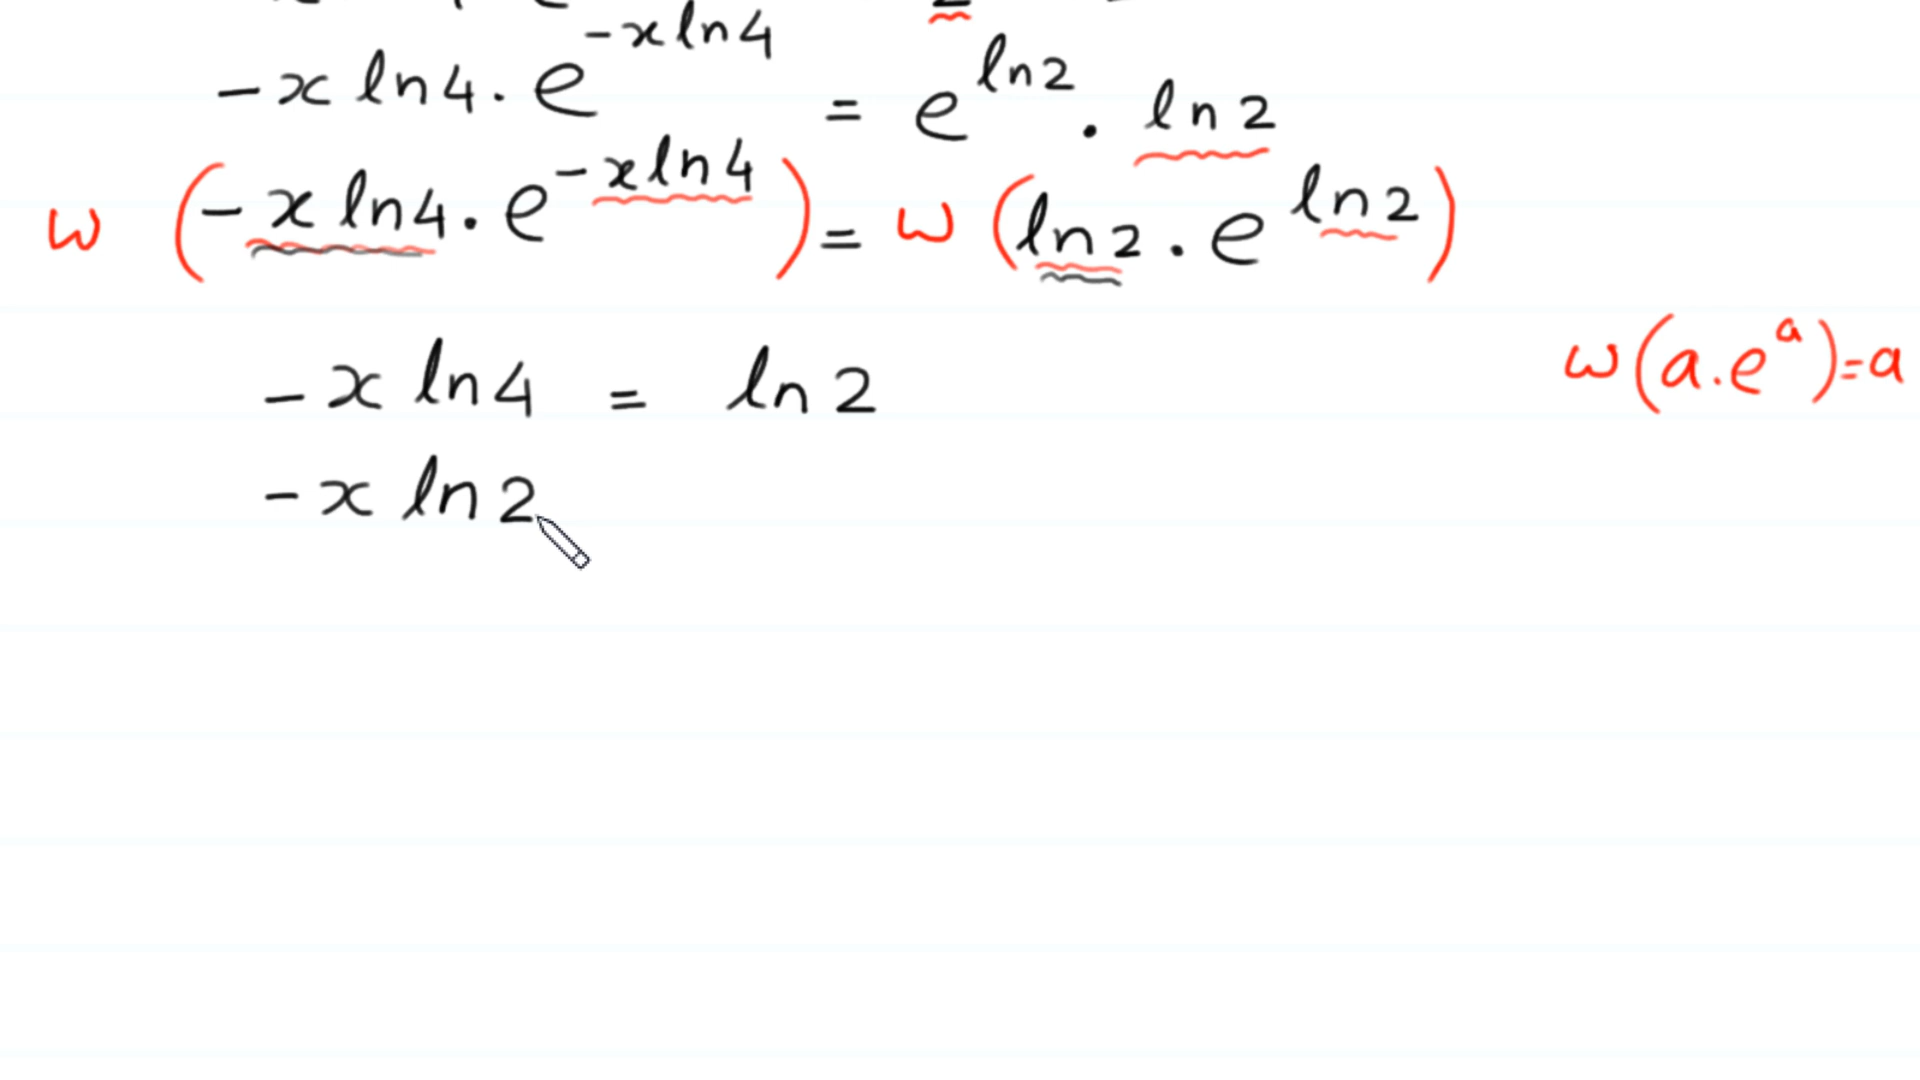 -x ln4 . e^{-x ln4} = e^{ln2} . ln2
w (-x ln4 . e^{-x ln4}) = w (ln2 . e^{ln2})
w(a.e^a)=a
-x ln4 = ln2
-x ln2